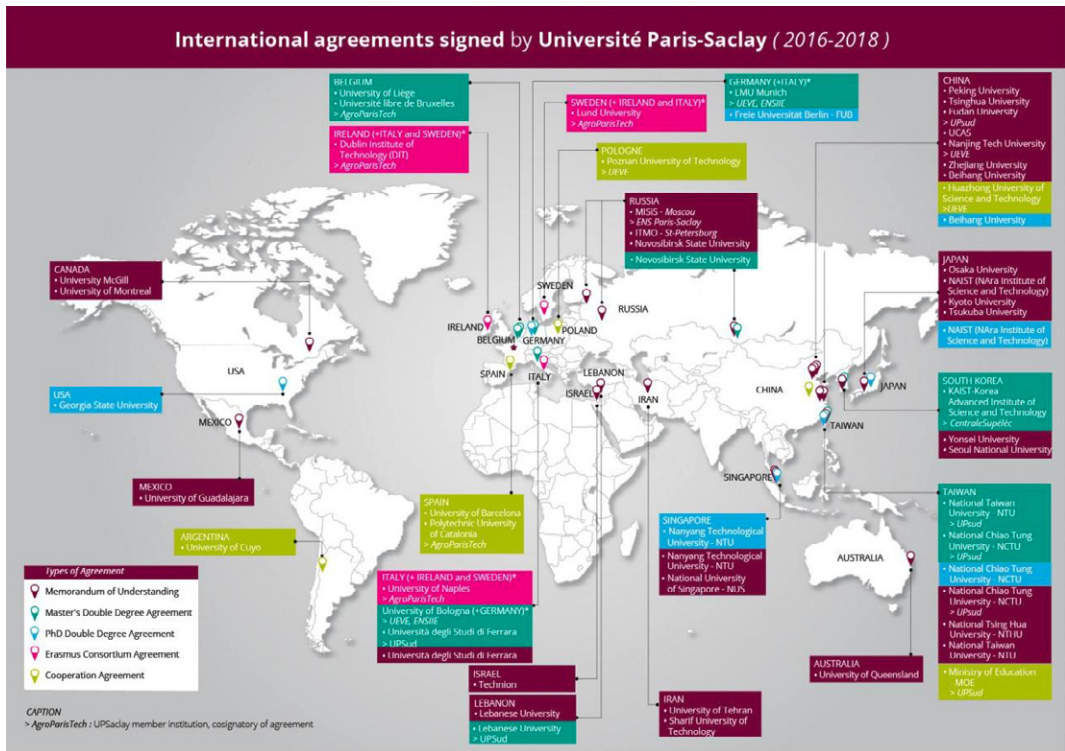 International agreements signed by Université Paris-Saclay ( 2016-2018 )
BELGIUM
• University of Liège
• Université libre de Bruxelles
> AgroParisTech
IRELAND (+ITALY and SWEDEN)*
• Dublin Institute of
Technology (DIT)
> AgroParisTech
SWEDEN (+ IRELAND and ITALY)*
• Lund University
> AgroParisTech
GERMANY (+ITALY)*
• LMU Munich
> UEVE, ENSIIE
• Freie Universität Berlin - FUB
POLOGNE
• Poznan University of Technology
> UEVE
RUSSIA
• MISiS - Moscou
> ENS Paris-Saclay
• ITMO - St-Petersburg
• Novosibirsk State University
• Novosibirsk State University
CHINA
• Peking University
• Tsinghua University
• Fudan University
> UPsud
• UCAS
• Nanjing Tech University
> UEVE
• Zhejiang University
• Beihang University
• Huazhong University of
Science and Technology
>UEVE
• Beihang University
CANADA
• University McGill
• University of Montreal
JAPAN
• Osaka University
• NAIST (NAra Institute of
Science and Technology)
• Kyoto University
• Tsukuba University
• NAIST (NAra Institute of
Science and Technology)
USA
• Georgia State University
SOUTH KOREA
• KAIST-Korea
Advanced Institute of
Science and Technology
> CentraleSupéléc
• Yonsei University
• Seoul National University
MEXICO
• University of Guadalajara
ARGENTINA
• University of Cuyo
SPAIN
• University of Barcelona
• Polytechnic University
of Catalonia
> AgroParisTech
SINGAPORE
• Nanyang Technological
University - NTU
• Nanyang Technological
University - NTU
• National University
of Singapore - NUS
TAIWAN
• National Taiwan
University - NTU
> UPsud
• National Chiao Tung
University - NCTU
> UPsud
• National Chiao Tung
University - NCTU
• National Chiao Tung
University - NCTU
> UPsud
• National Tsing Hua
University - NTHU
• National Taiwan
University - NTU
• Ministry of Education
MOE
> UPSud
ITALY (+ IRELAND and SWEDEN)*
• University of Naples
> AgroParisTech
University of Bologna (+GERMANY)*
> UEVE, ENSIIE
• Università degli Studi di Ferrara
> UPSud
• Università degli Studi di Ferrara
ISRAEL
• Technion
LEBANON
• Lebanese University
• Lebanese University
> UPSud
IRAN
• University of Tehran
• Sharif University of
Technology
AUSTRALIA
• University of Queensland
SWEDEN
RUSSIA
IRELAND
BELGIUM
GERMANY
POLAND
SPAIN
ITALY
LEBANON
ISRAEL
IRAN
USA
MEXICO
CHINA
JAPAN
TAIWAN
SINGAPORE
AUSTRALIA
Types of Agreement
Memorandum of Understanding
Master's Double Degree Agreement
PhD Double Degree Agreement
Erasmus Consortium Agreement
Cooperation Agreement
CAPTION
> AgroParisTech : UPSaclay member institution, cosignatory of agreement